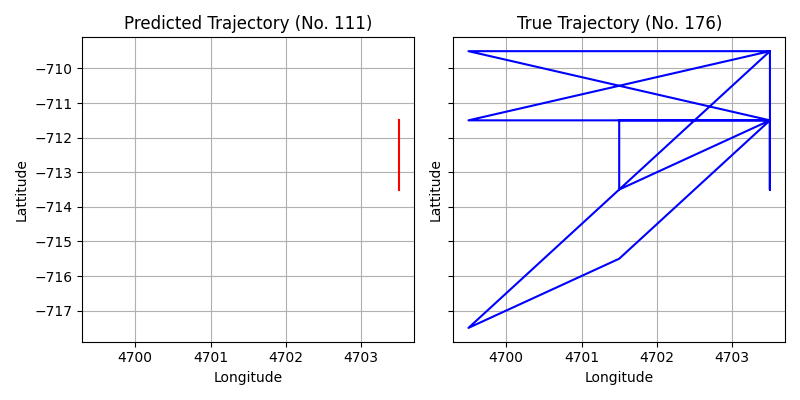 Predicted Trajectory (No. 111)
True Trajectory (No. 176)
Lattitude
−710
−711
−712
−713
−714
−715
−716
−717
4700
4701
4702
4703
Longitude
Lattitude
4700
4701
4702
4703
Longitude